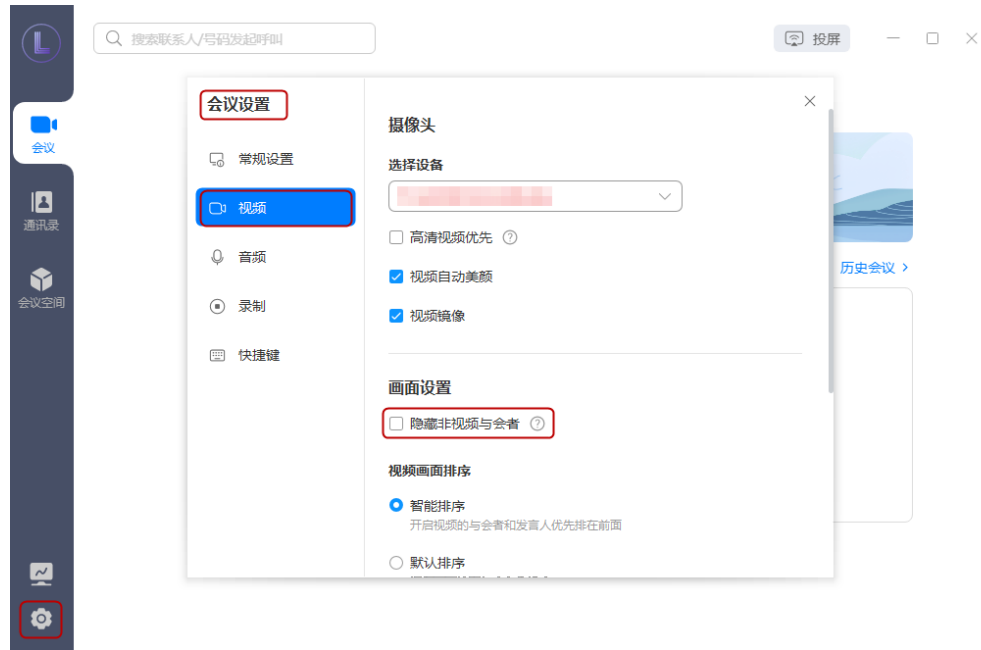 L
搜索联系人/号码发起呼叫
投屏
会议
通讯录
会议空间
会议设置
常规设置
视频
音频
录制
快捷键
摄像头
选择设备
高清视频优先
视频自动美颜
视频镜像
画面设置
隐藏非视频与会者
视频画面排序
智能排序
开启视频的与会者和发言人优先排在前面
默认排序
历史会议